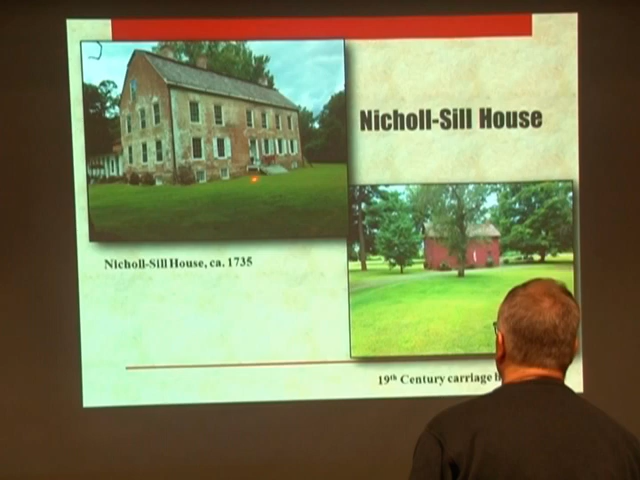 Nicholl-Sill House
Nicholl-Sill House, ca. 1735
19th Century carriage